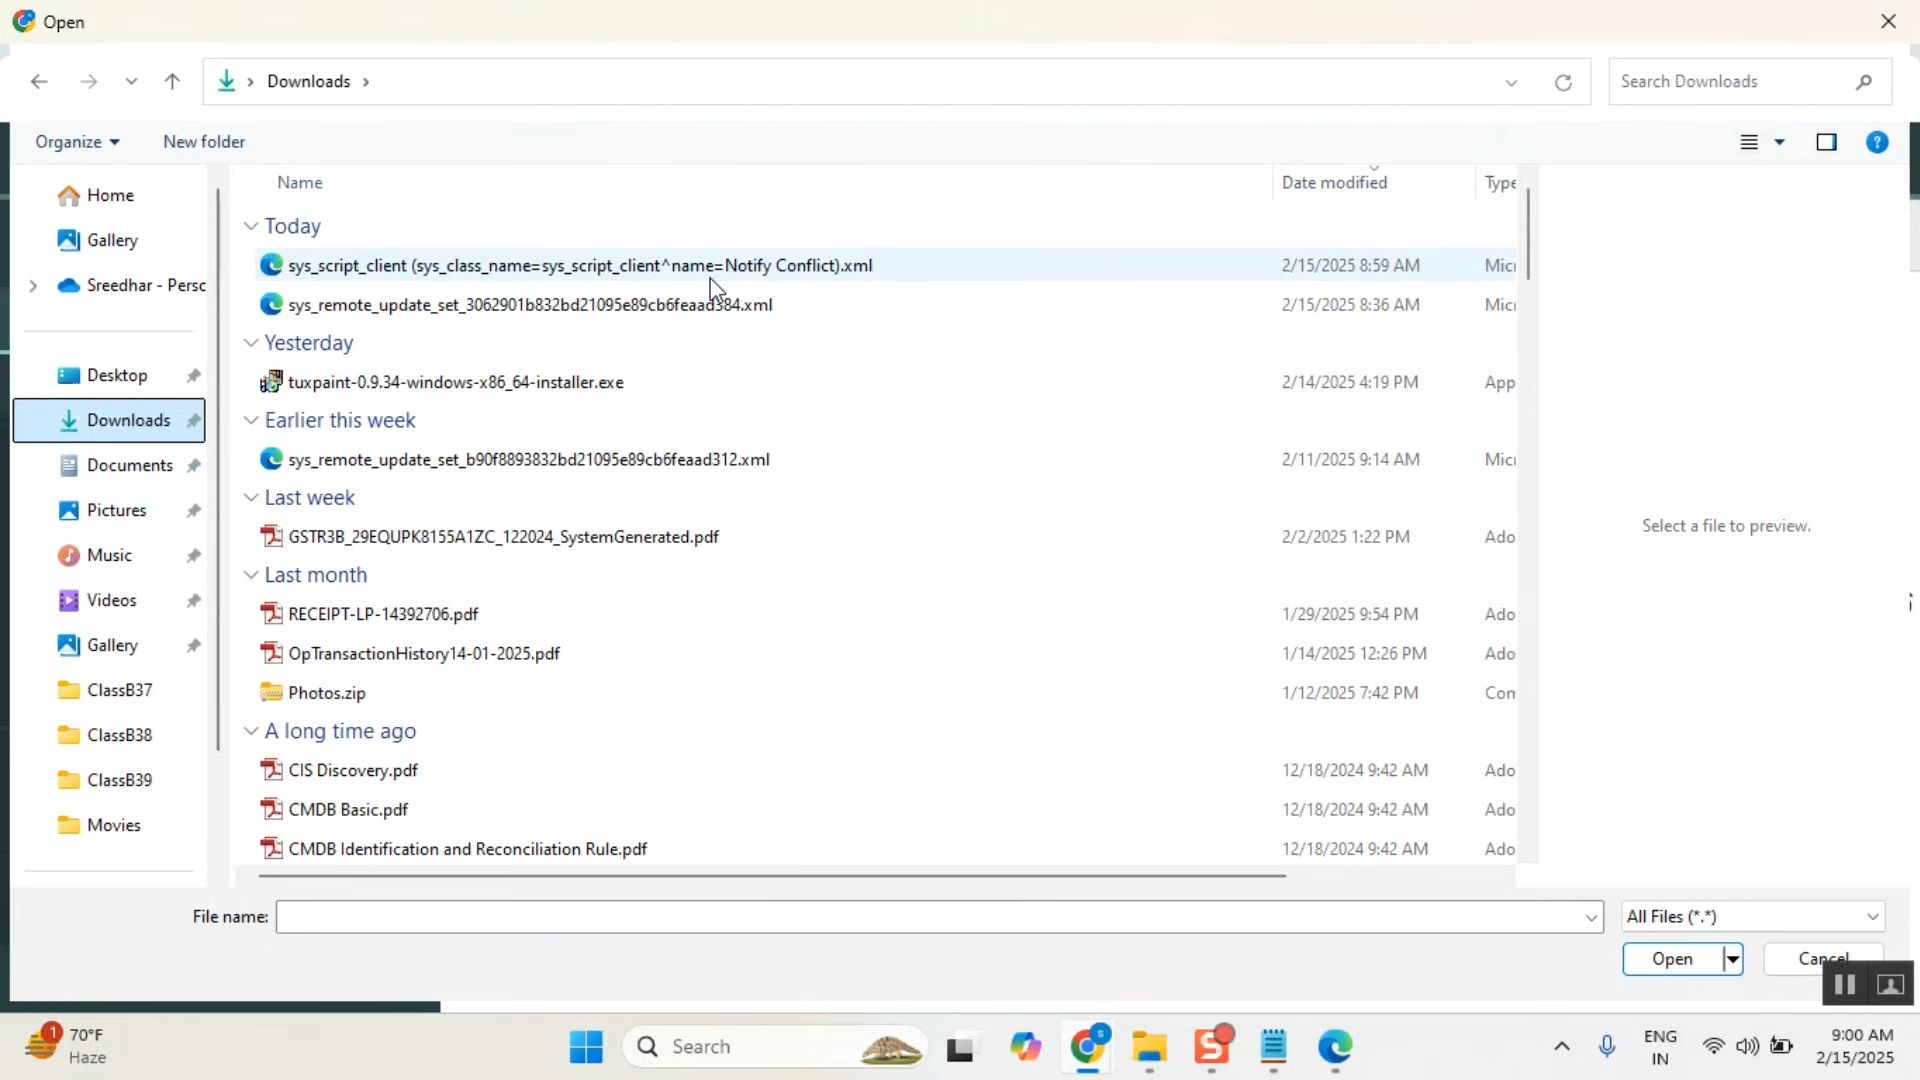 Open
Downloads
Search Downloads
Organize
New folder
Home
Gallery
Sreedhar - Persc
Desktop
Downloads
Documents
Pictures
Music
Videos
Gallery
ClassB37
ClassB38
ClassB39
Movies
Name
Date modified
Type
Today
sys_script_client (sys_class_name=sys_script_client^name=Notify Conflict).xml
2/15/2025 8:59 AM
Micr
sys_remote_update_set_3062901b832bd21095e89cb6feaad384.xml
2/15/2025 8:36 AM
Micr
Yesterday
tuxpaint-0.9.34-windows-x86_64-installer.exe
2/14/2025 4:19 PM
App
Earlier this week
sys_remote_update_set_b90f8893832bd21095e89cb6feaad312.xml
2/11/2025 9:14 AM
Micr
Last week
GSTR3B_29EQUPK8155A1ZC_122024_SystemGenerated.pdf
2/2/2025 1:22 PM
Ado
Last month
RECEIPT-LP-14392706.pdf
1/29/2025 9:54 PM
Ado
OpTransactionHistory14-01-2025.pdf
1/14/2025 12:26 PM
Ado
Photos.zip
1/12/2025 7:42 PM
Com
A long time ago
CIS Discovery.pdf
12/18/2024 9:42 AM
Ado
CMDB Basic.pdf
12/18/2024 9:42 AM
Ado
CMDB Identification and Reconciliation Rule.pdf
12/18/2024 9:42 AM
Ado
Select a file to preview.
File name:
All Files (*.*)
Open
Cancel
1
70°F
Haze
Search
ENG
IN
9:00 AM
2/15/2025